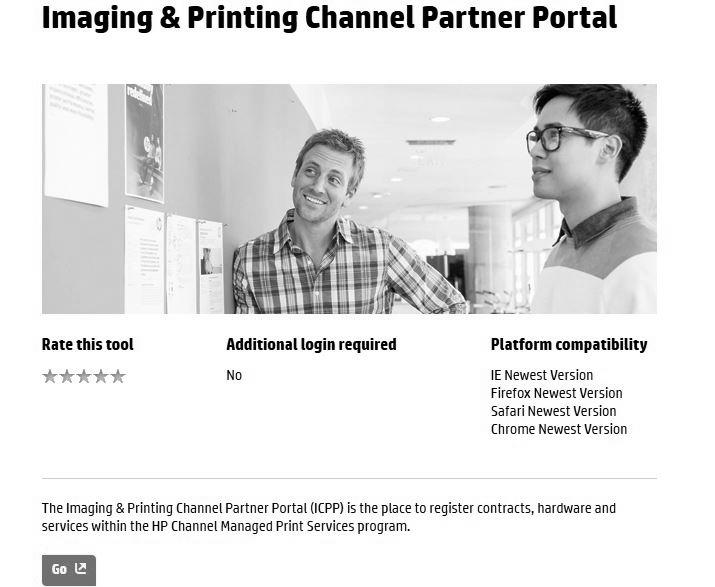 Imaging & Printing Channel Partner Portal
redefined
Rate this tool
Additional login required
Platform compatibility
No
IE Newest Version
Firefox Newest Version
Safari Newest Version
Chrome Newest Version
The Imaging & Printing Channel Partner Portal (ICPP) is the place to register contracts, hardware and
services within the HP Channel Managed Print Services program.
Go